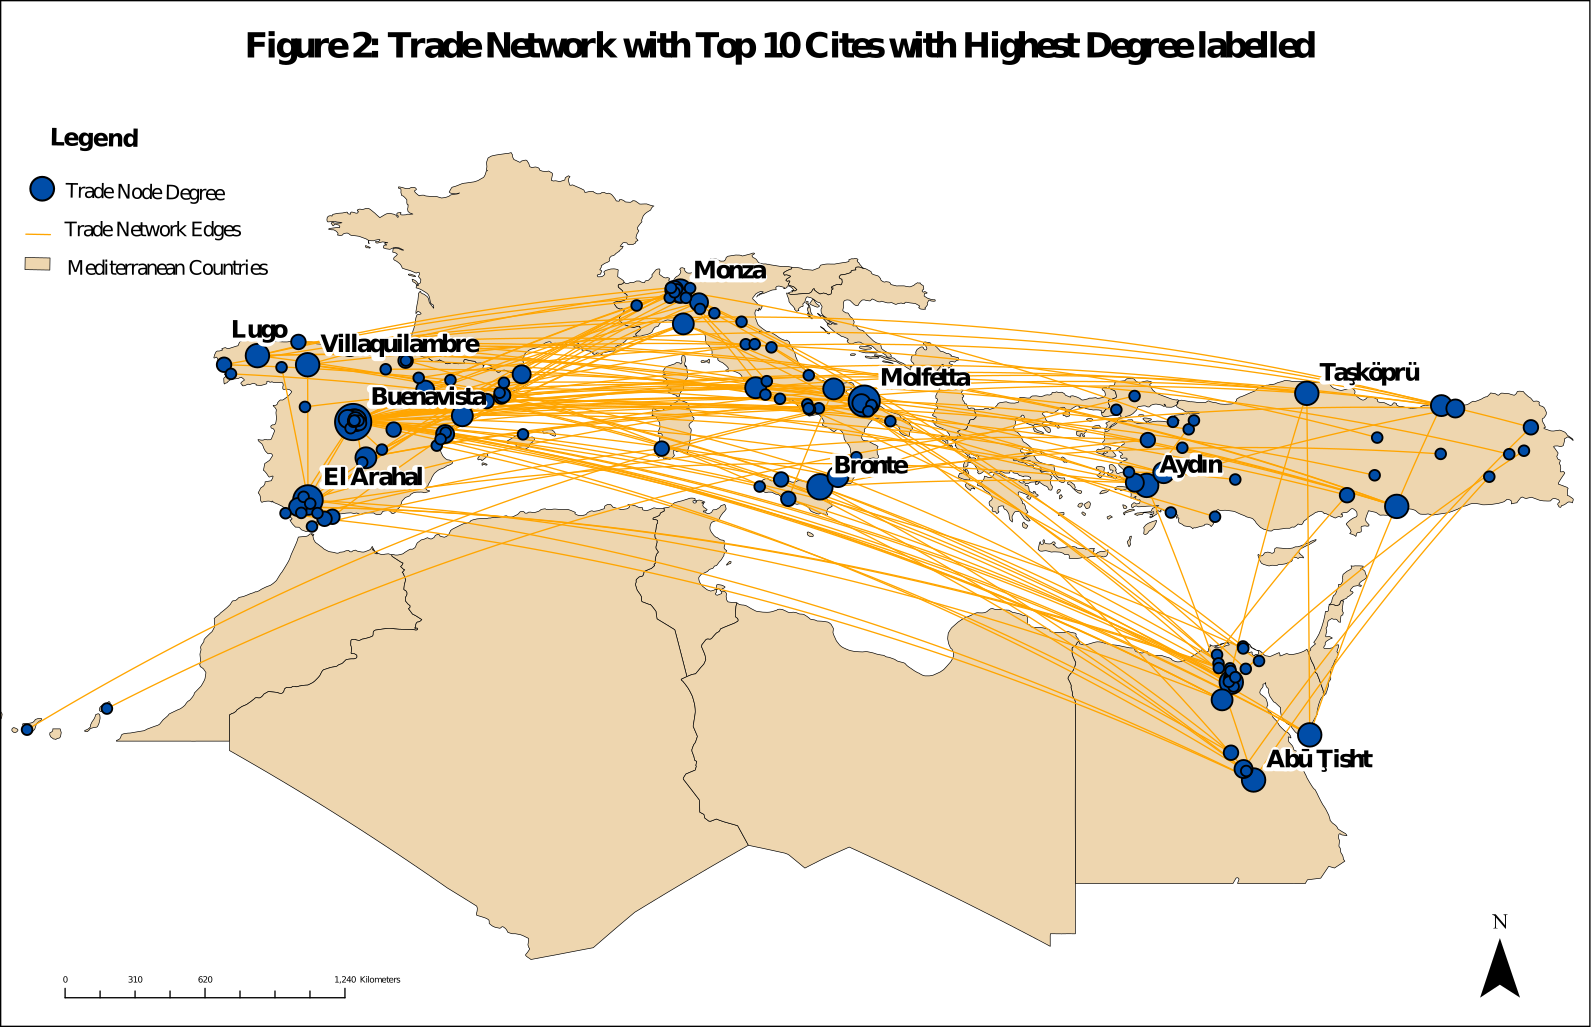 Figure 2: Trade Network with Top 10 Cites with Highest Degree labelled
Legend
Trade Node Degree
Trade Network Edges
Mediterranean Countries
Monza
Lugo
Villaquilambre
Taşköprü
Molfetta
Buenavista
Bronte
Aydın
El Arahal
Abū Ţisht
N
0 310 620 1,240 Kilometers